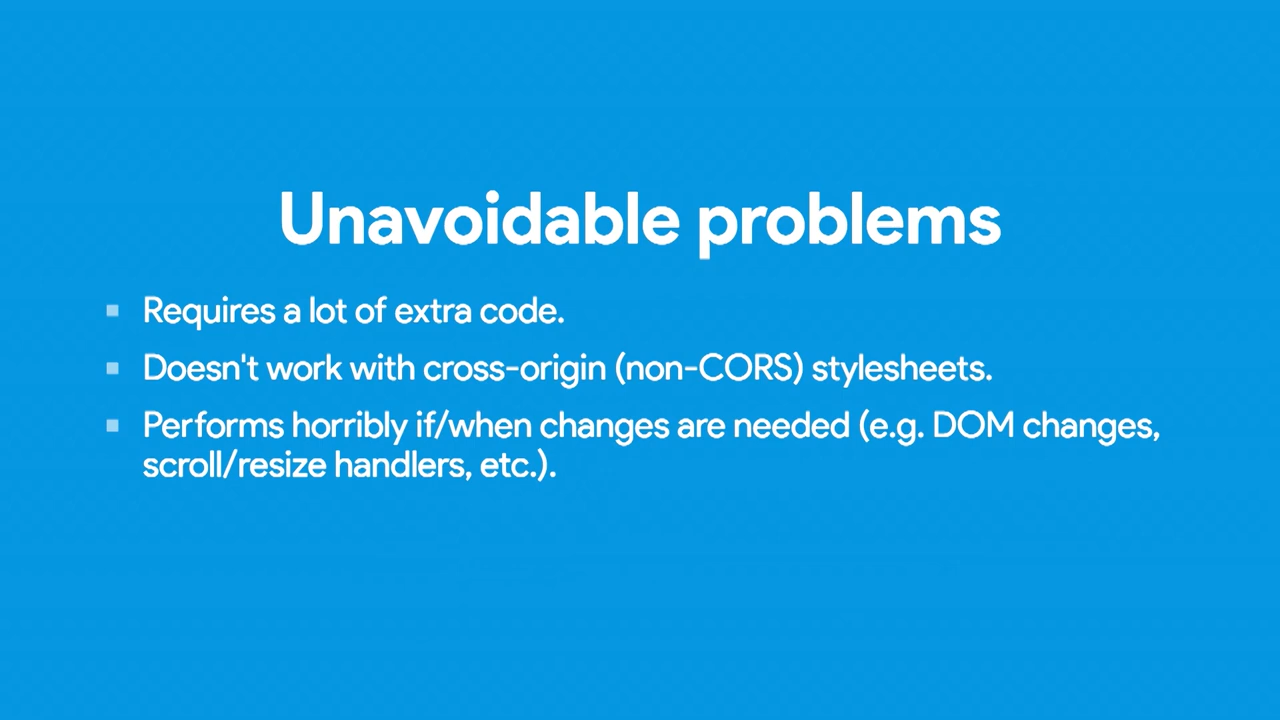 Unavoidable problems
Requires a lot of extra code.
Doesn't work with cross-origin (non-CORS) stylesheets.
Performs horribly if/when changes are needed (e.g. DOM changes,
scroll/resize handlers, etc.).